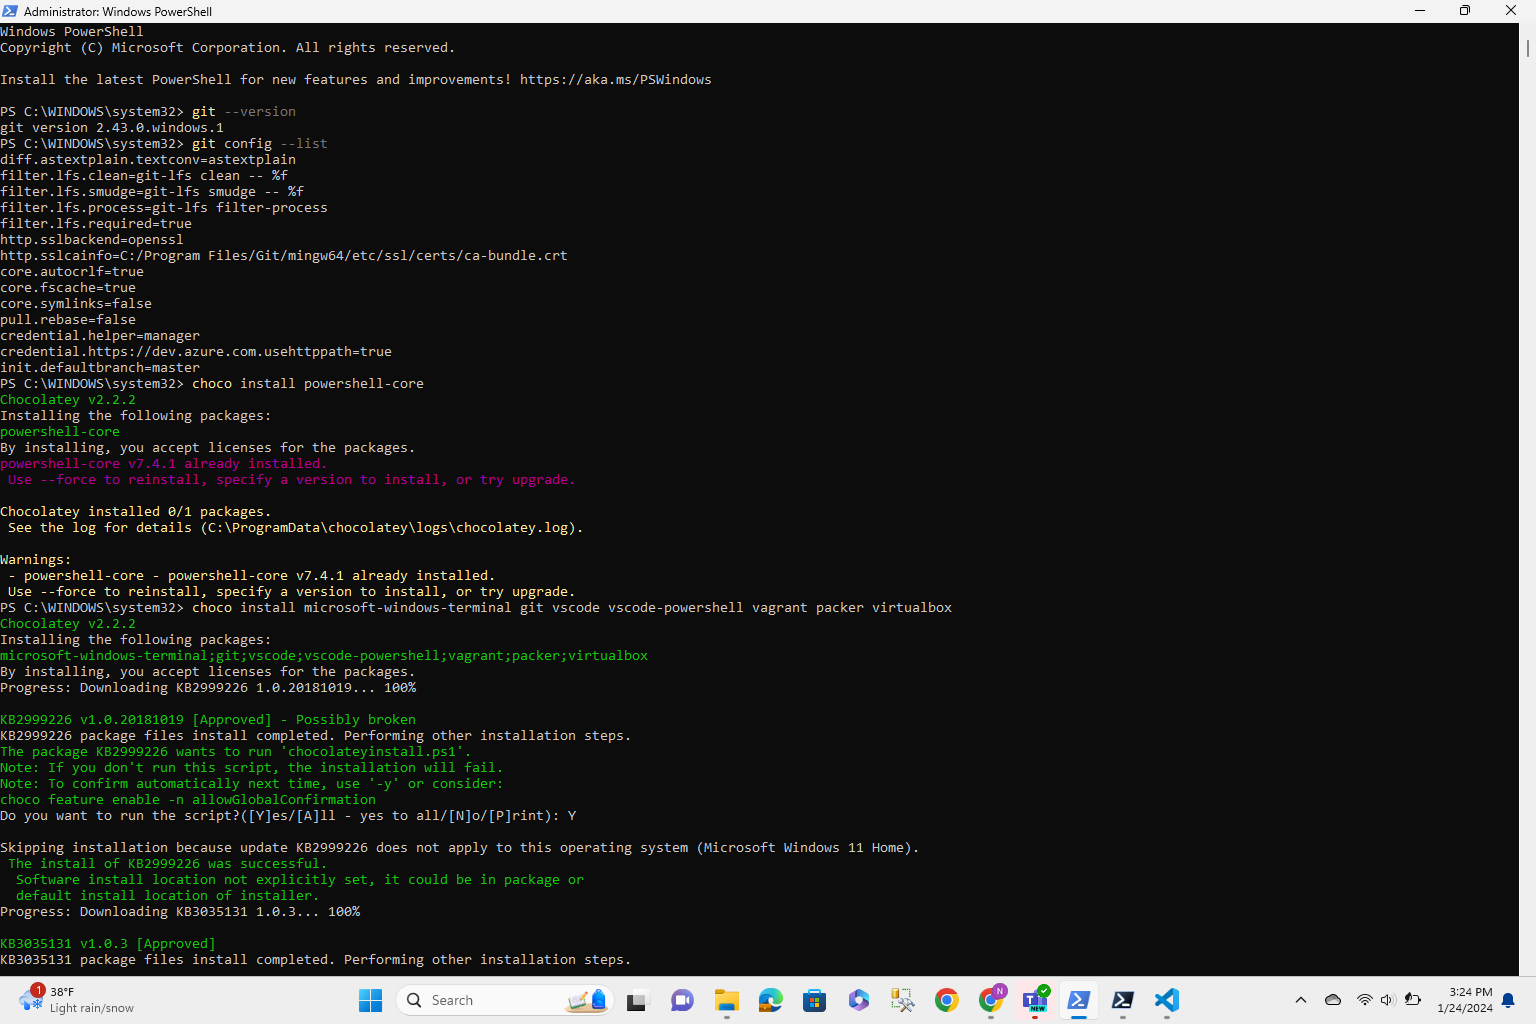 Administrator: Windows PowerShell
Windows PowerShell
Copyright (C) Microsoft Corporation. All rights reserved.
Install the latest PowerShell for new features and improvements! https://aka.ms/PSWindows
PS C:\WINDOWS\system32> git --version
git version 2.43.0.windows.1
PS C:\WINDOWS\system32> git config --list
diff.astextplain.textconv=astextplain
filter.lfs.clean=git-lfs clean -- %f
filter.lfs.smudge=git-lfs smudge -- %f
filter.lfs.process=git-lfs filter-process
filter.lfs.required=true
http.sslbackend=openssl
http.sslcainfo=C:/Program Files/Git/mingw64/etc/ssl/certs/ca-bundle.crt
core.autocrlf=true
core.fscache=true
core.symlinks=false
pull.rebase=false
credential.helper=manager
credential.https://dev.azure.com.usehttppath=true
init.defaultbranch=master
PS C:\WINDOWS\system32> choco install powershell-core
Chocolatey v2.2.2
Installing the following packages:
powershell-core
By installing, you accept licenses for the packages.
powershell-core v7.4.1 already installed.
Use --force to reinstall, specify a version to install, or try upgrade.
Chocolatey installed 0/1 packages.
See the log for details (C:\ProgramData\chocolatey\logs\chocolatey.log).
Warnings:
- powershell-core - powershell-core v7.4.1 already installed.
Use --force to reinstall, specify a version to install, or try upgrade.
PS C:\WINDOWS\system32> choco install microsoft-windows-terminal git vscode vscode-powershell vagrant packer virtualbox
Chocolatey v2.2.2
Installing the following packages:
microsoft-windows-terminal;git;vscode;vscode-powershell;vagrant;packer;virtualbox
By installing, you accept licenses for the packages.
Progress: Downloading KB2999226 1.0.20181019... 100%
KB2999226 v1.0.20181019 [Approved] - Possibly broken
KB2999226 package files install completed. Performing other installation steps.
The package KB2999226 wants to run 'chocolateyinstall.ps1'.
Note: If you don't run this script, the installation will fail.
Note: To confirm automatically next time, use '-y' or consider:
choco feature enable -n allowGlobalConfirmation
Do you want to run the script?([Y]es/[A]ll - yes to all/[N]o/[P]rint): Y
Skipping installation because update KB2999226 does not apply to this operating system (Microsoft Windows 11 Home).
The install of KB2999226 was successful.
Software install location not explicitly set, it could be in package or
default install location of installer.
Progress: Downloading KB3035131 1.0.3... 100%
KB3035131 v1.0.3 [Approved]
KB3035131 package files install completed. Performing other installation steps.
1
38°F
Light rain/snow
Search
N
T
NEW
3:24 PM
1/24/2024